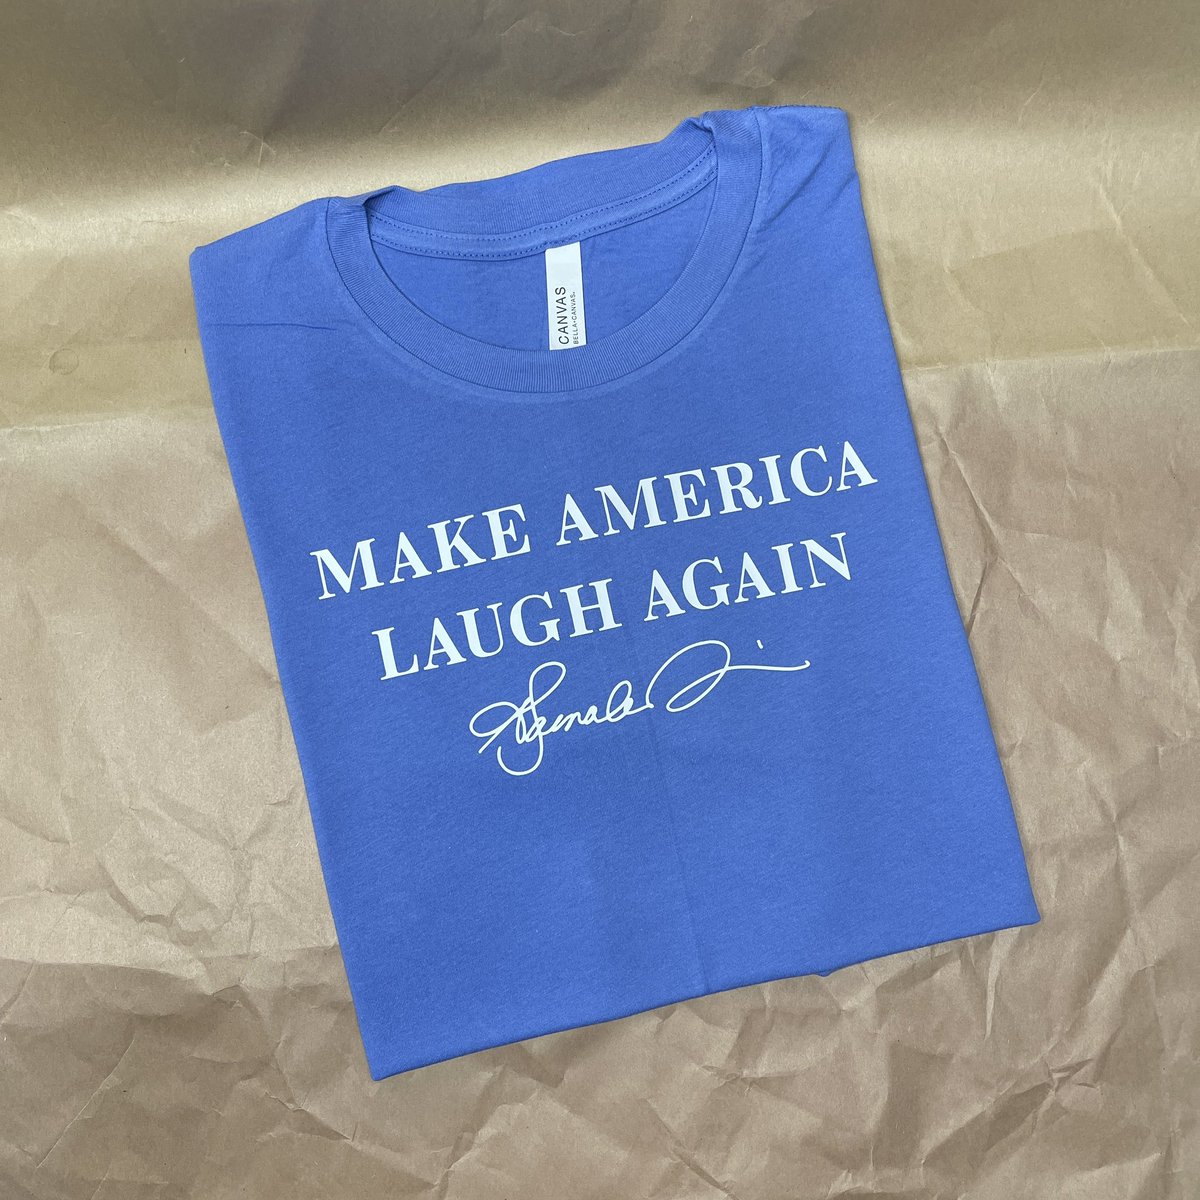 CANVAS
BELLA+CANVAS.
MAKE AMERICA
LAUGH AGAIN